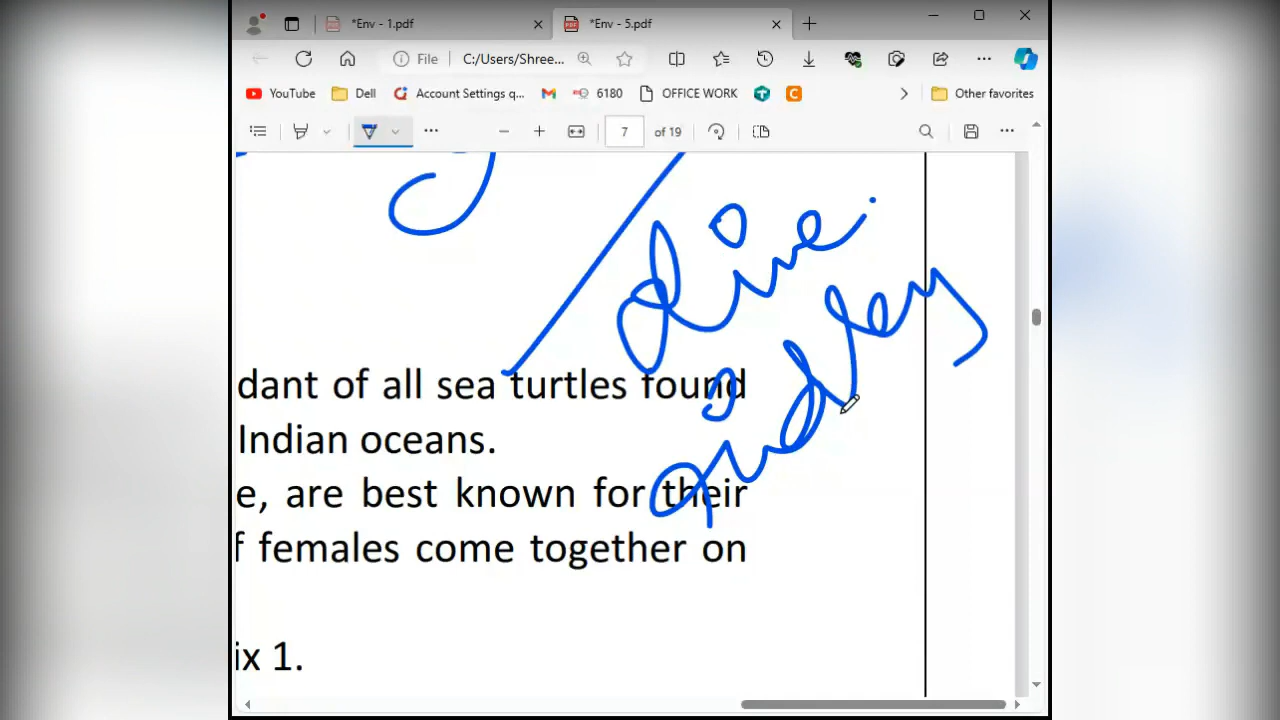 *Env - 1.pdf
*Env - 5.pdf
File C:/Users/Shree...
YouTube Dell Account Settings q... 6180 OFFICE WORK Other favorites
7 of 19
olive
ridley
dant of all sea turtles found
Indian oceans.
e, are best known for their
f females come together on
ix 1.